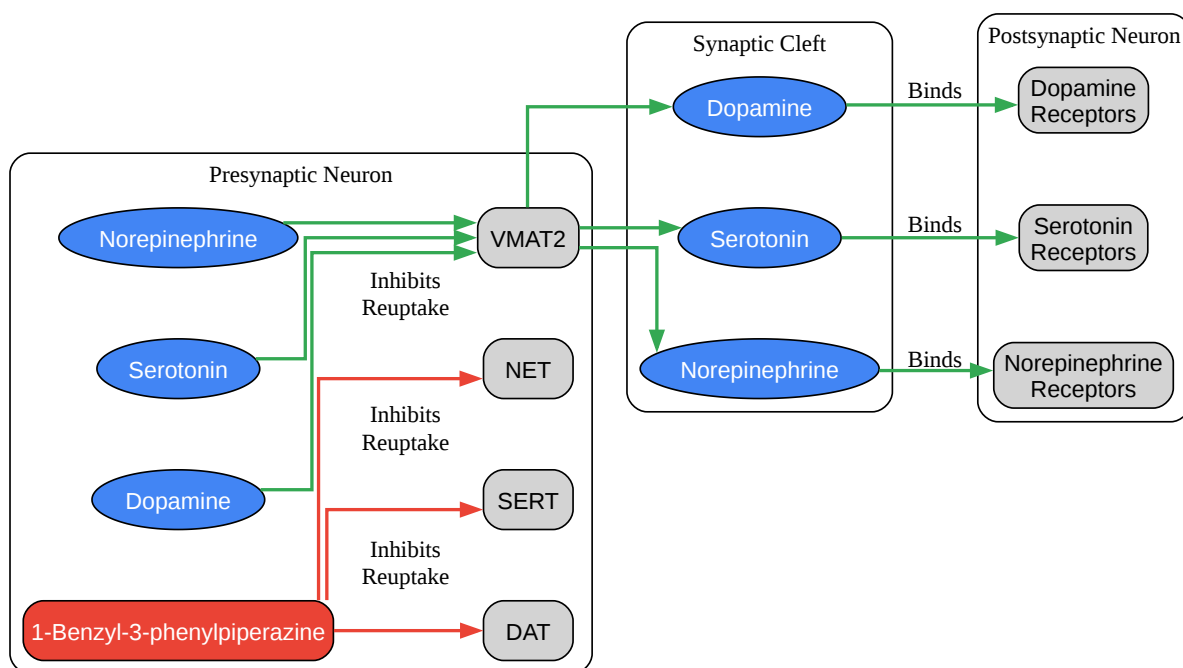 Synaptic Cleft
Postsynaptic Neuron
Dopamine
Binds
Dopamine
Receptors
Presynaptic Neuron
Norepinephrine
VMAT2
Serotonin
Binds
Serotonin
Receptors
Inhibits
Reuptake
Serotonin
NET
Norepinephrine
Binds
Norepinephrine
Receptors
Inhibits
Reuptake
Dopamine
SERT
Inhibits
Reuptake
1-Benzyl-3-phenylpiperazine
DAT